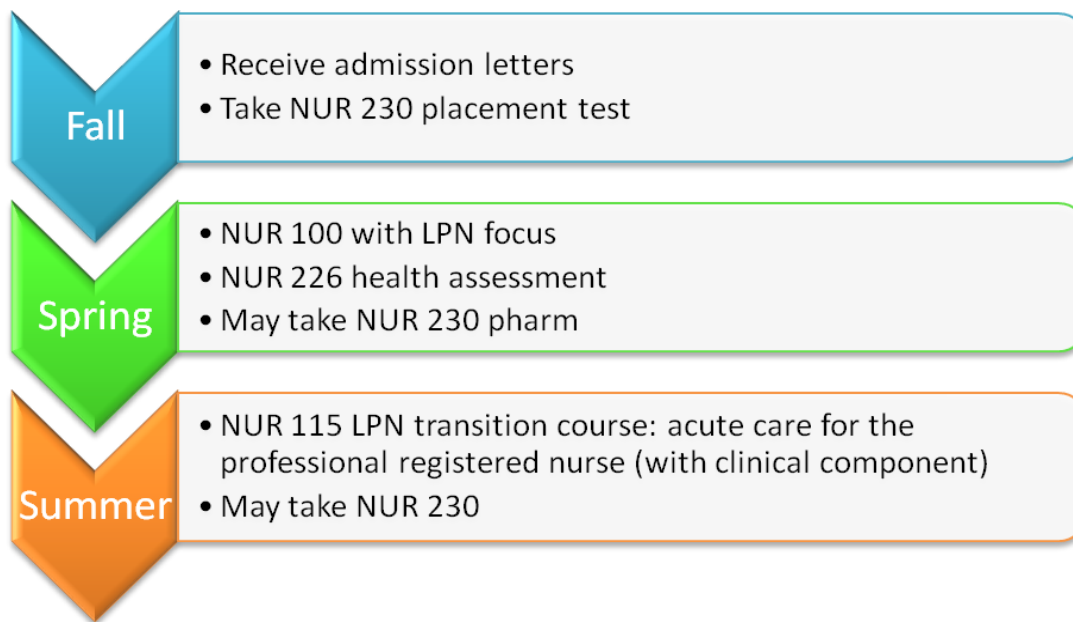 Fall
• Receive admission letters
• Take NUR 230 placement test
Spring
• NUR 100 with LPN focus
• NUR 226 health assessment
• May take NUR 230 pharm
Summer
• NUR 115 LPN transition course: acute care for the
professional registered nurse (with clinical component)
• May take NUR 230